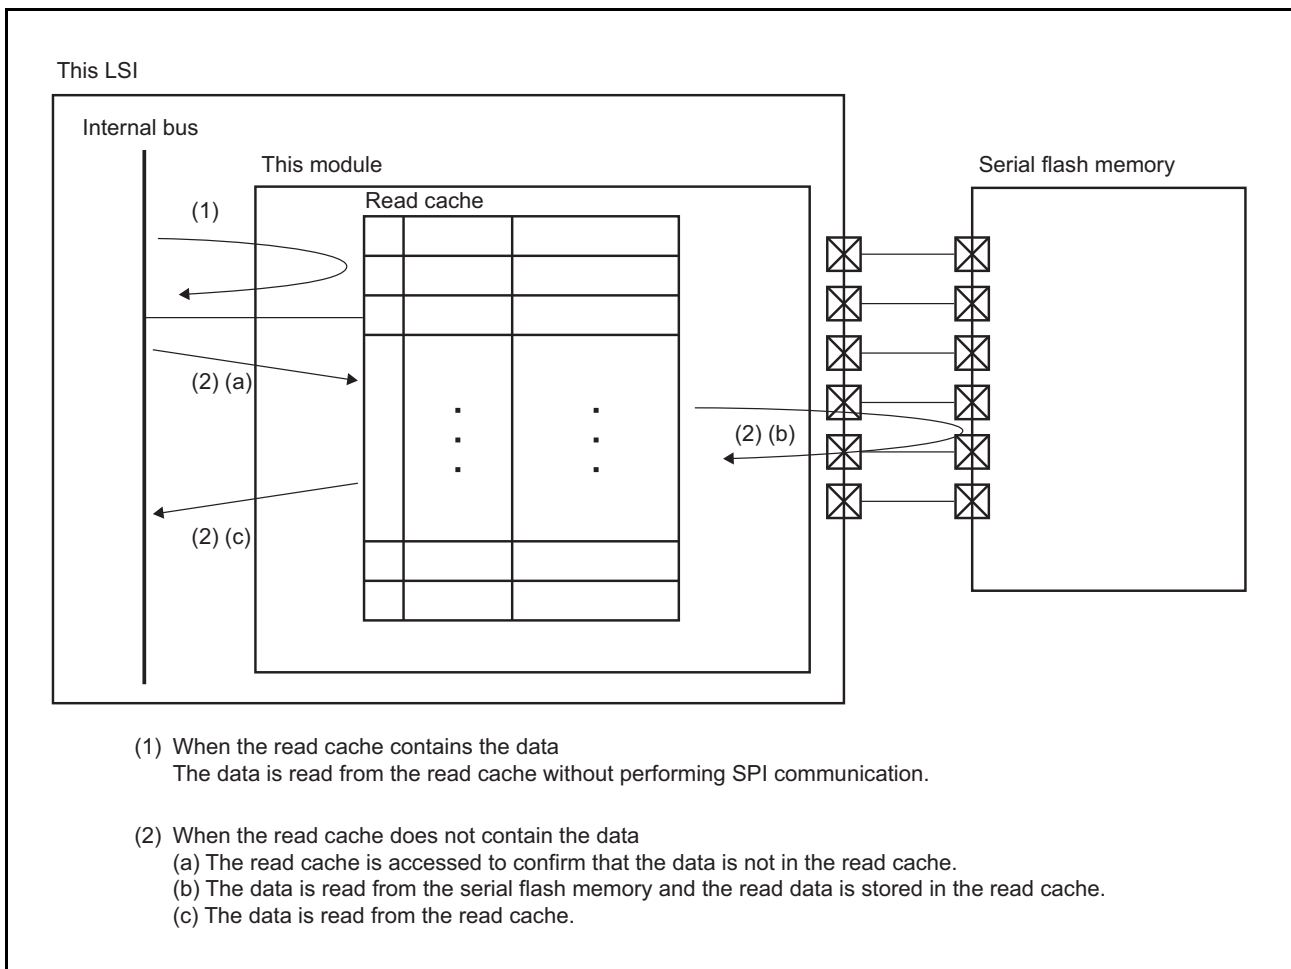 This LSI
Internal bus
This module
Serial flash memory
Read cache
(1)
(2) (a)
(2) (b)
(2) (c)
(1) When the read cache contains the data
The data is read from the read cache without performing SPI communication.
(2) When the read cache does not contain the data
(a) The read cache is accessed to confirm that the data is not in the read cache.
(b) The data is read from the serial flash memory and the read data is stored in the read cache.
(c) The data is read from the read cache.